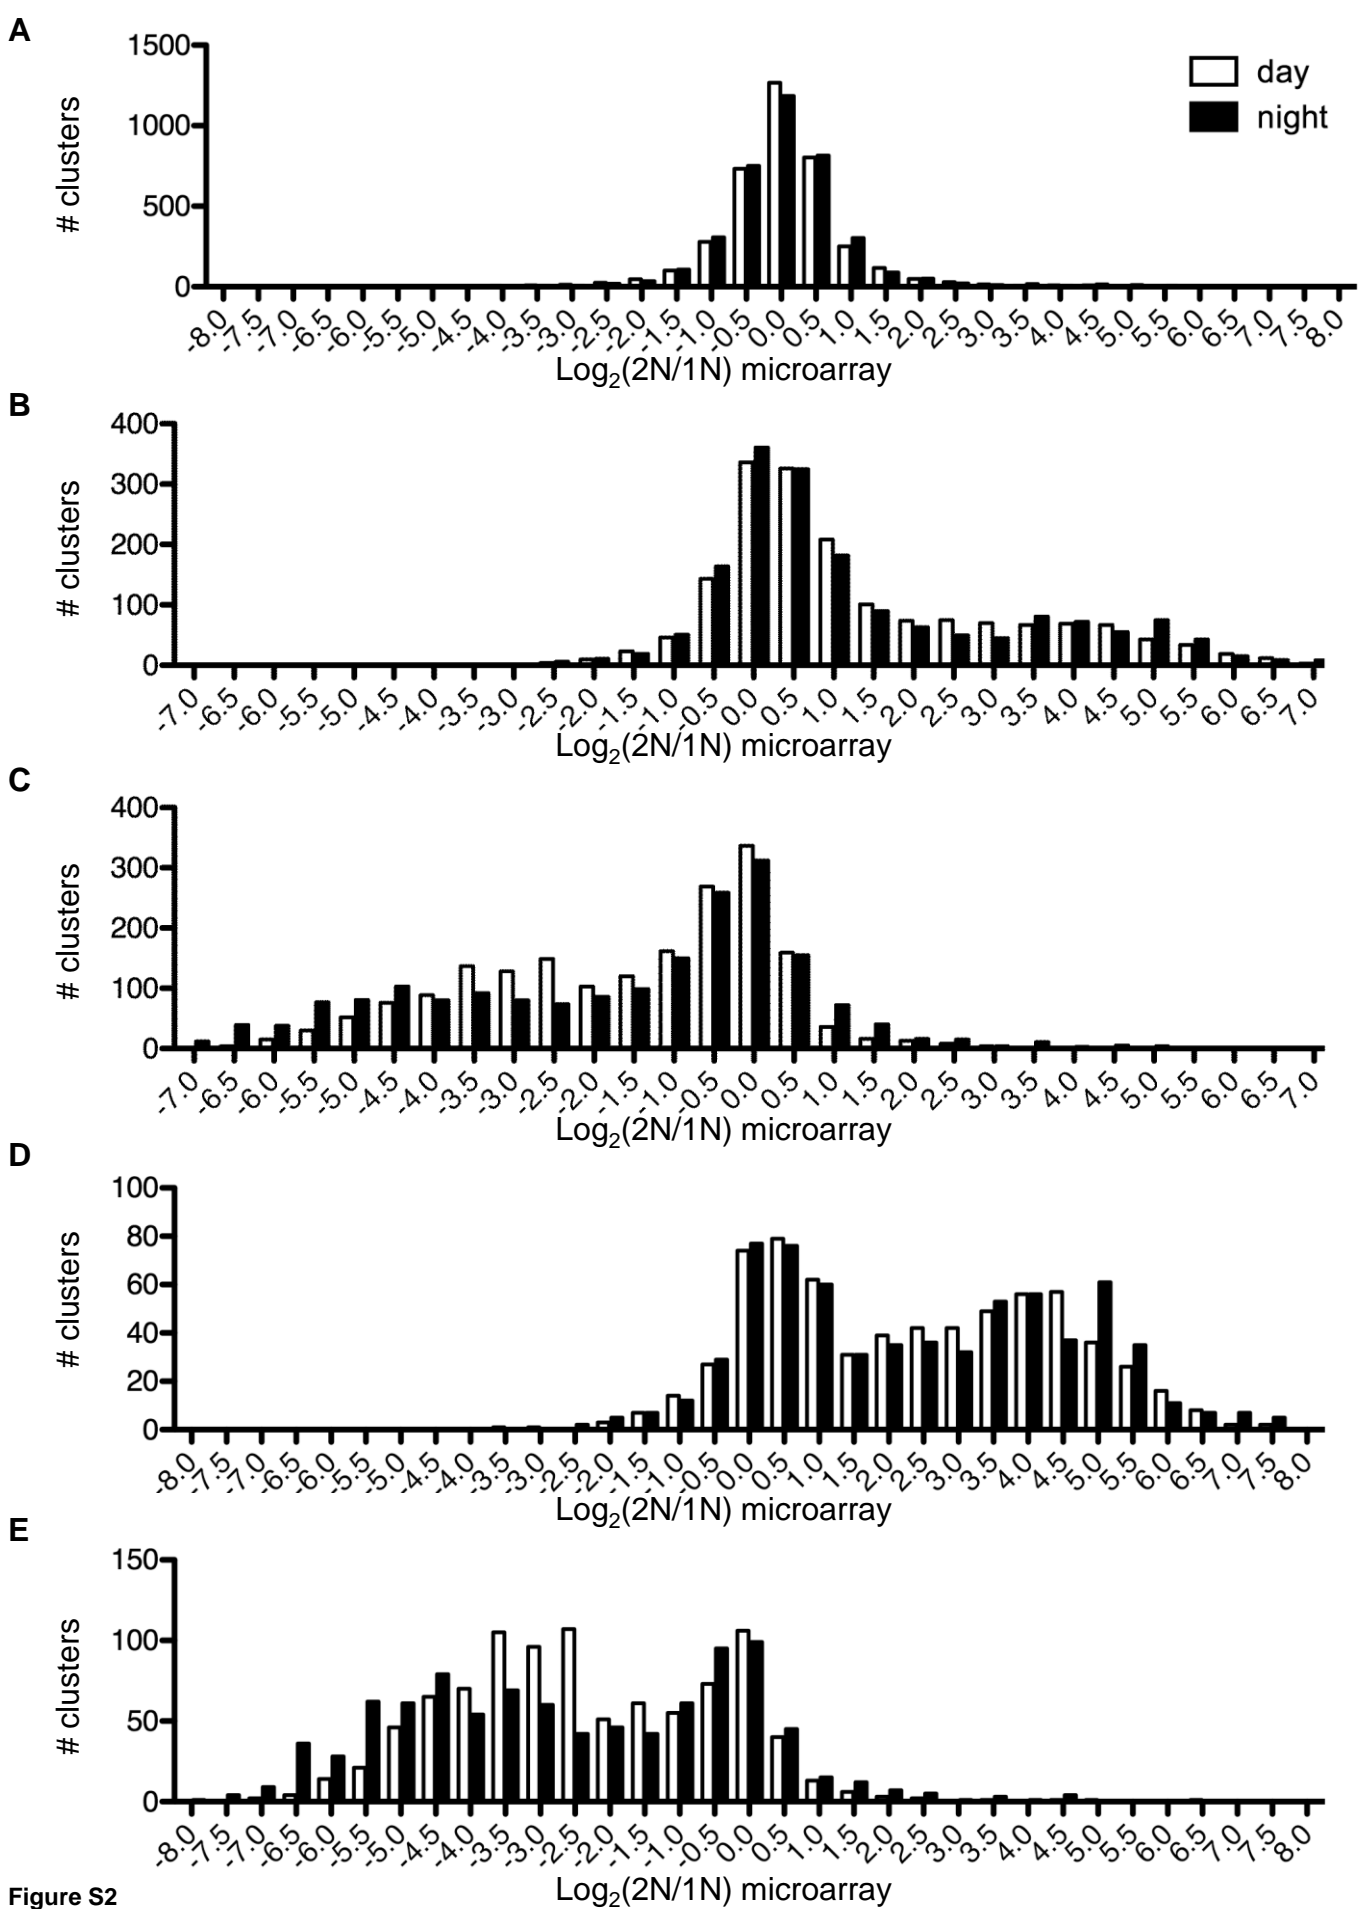 A
1500
1000
500
0
# clusters
day
night
-8.0 -7.5 -7.0 -6.5 -6.0 -5.5 -5.0 -4.5 -4.0 -3.5 -3.0 -2.5 -2.0 -1.5 -1.0 -0.5 0.0 0.5 1.0 1.5 2.0 2.5 3.0 3.5 4.0 4.5 5.0 5.5 6.0 6.5 7.0 7.5 8.0
Log2(2N/1N) microarray
B
400
300
200
100
0
# clusters
-7.0 -6.5 -6.0 -5.5 -5.0 -4.5 -4.0 -3.5 -3.0 -2.5 -2.0 -1.5 -1.0 -0.5 0.0 0.5 1.0 1.5 2.0 2.5 3.0 3.5 4.0 4.5 5.0 5.5 6.0 6.5 7.0
Log2(2N/1N) microarray
C
400
300
200
100
0
# clusters
-7.0 -6.5 -6.0 -5.5 -5.0 -4.5 -4.0 -3.5 -3.0 -2.5 -2.0 -1.5 -1.0 -0.5 0.0 0.5 1.0 1.5 2.0 2.5 3.0 3.5 4.0 4.5 5.0 5.5 6.0 6.5 7.0
Log2(2N/1N) microarray
D
100
80
60
40
20
0
# clusters
-8.0 -7.5 -7.0 -6.5 -6.0 -5.5 -5.0 -4.5 -4.0 -3.5 -3.0 -2.5 -2.0 -1.5 -1.0 -0.5 0.0 0.5 1.0 1.5 2.0 2.5 3.0 3.5 4.0 4.5 5.0 5.5 6.0 6.5 7.0 7.5 8.0
Log2(2N/1N) microarray
E
150
100
50
0
# clusters
-8.0 -7.5 -7.0 -6.5 -6.0 -5.5 -5.0 -4.5 -4.0 -3.5 -3.0 -2.5 -2.0 -1.5 -1.0 -0.5 0.0 0.5 1.0 1.5 2.0 2.5 3.0 3.5 4.0 4.5 5.0 5.5 6.0 6.5 7.0 7.5 8.0
Log2(2N/1N) microarray
Figure S2